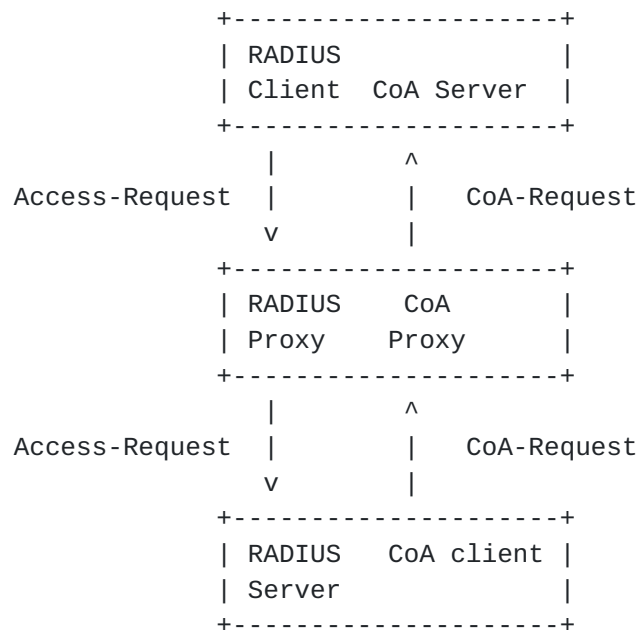 +---------------------+
| RADIUS              |
| Client  CoA Server  |
+---------------------+
   |        ^
Access-Request  |        |   CoA-Request
   v        |
+---------------------+
| RADIUS    CoA       |
| Proxy    Proxy      |
+---------------------+
   |        ^
Access-Request  |        |   CoA-Request
   v        |
+---------------------+
| RADIUS   CoA client |
| Server              |
+---------------------+